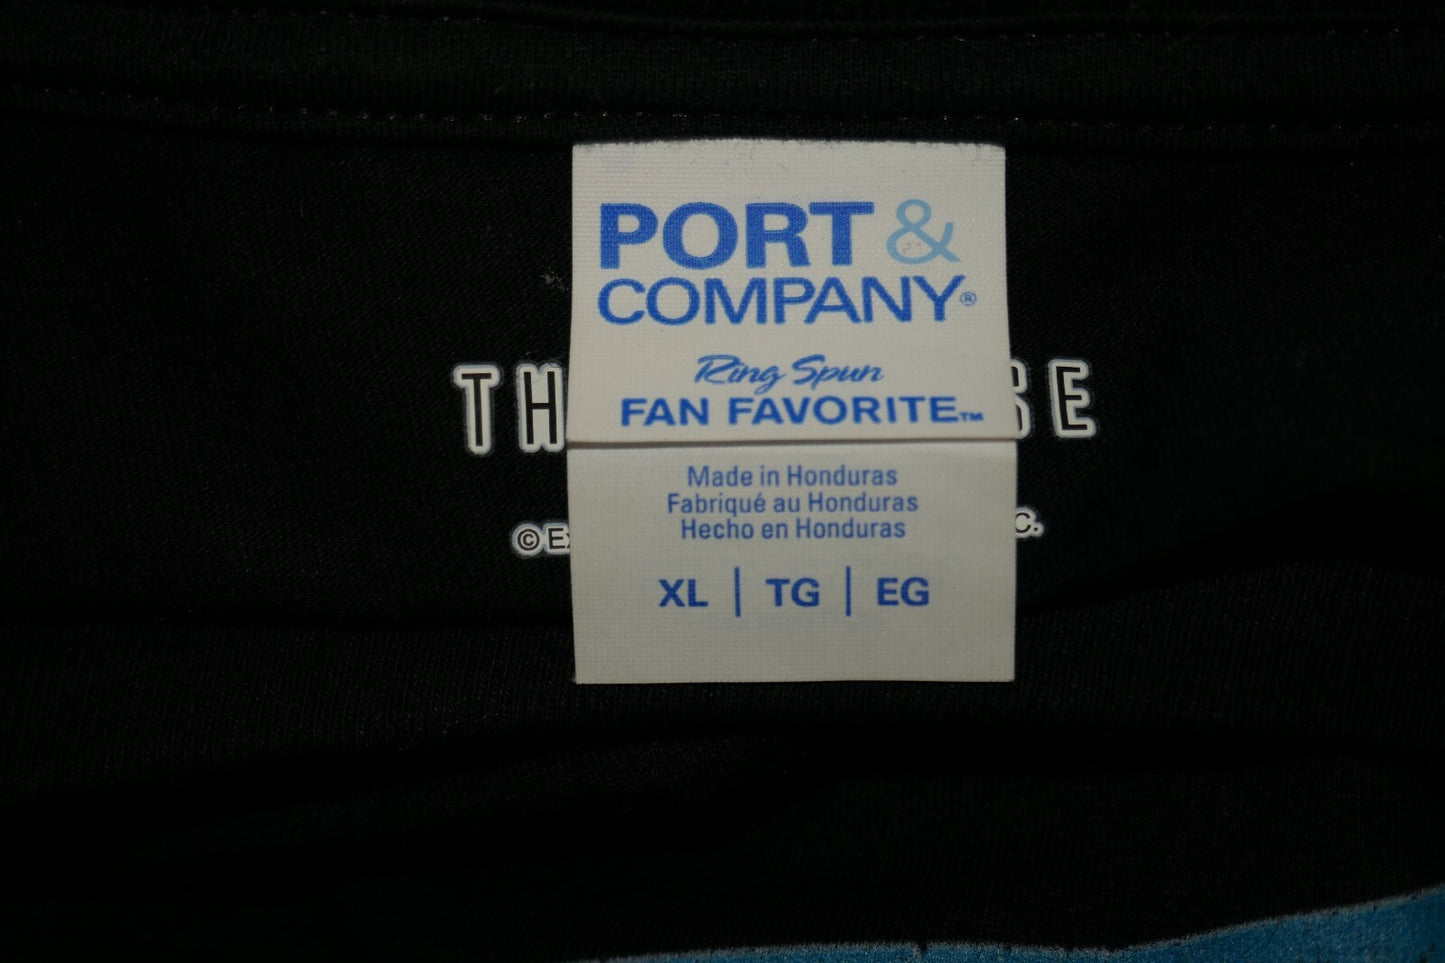 PORT &
COMPANY®
Ring Spun
FAN FAVORITE™
Made in Honduras
Fabriqué au Honduras
Hecho en Honduras
XL | TG | EG